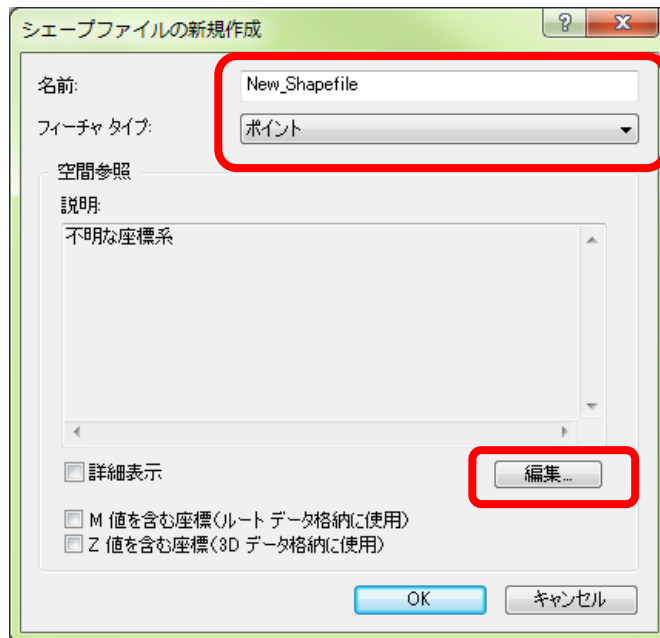 シェープファイルの新規作成
名前: New_Shapefile
フィーチャ タイプ: ポイント
空間参照
説明:
不明な座標系
詳細表示 編集...
M 値を含む座標(ルート データ格納に使用)
Z 値を含む座標(3D データ格納に使用)
OK キャンセル